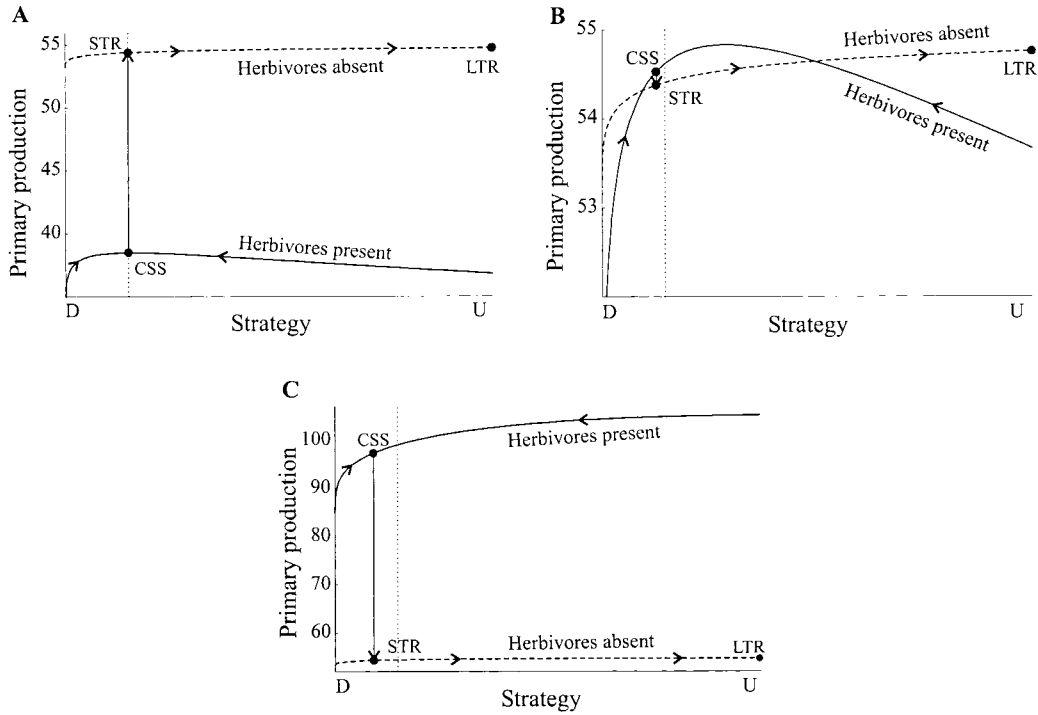 A
Primary production
55
50
45
40
STR
Herbivores absent
LTR
Herbivores present
CSS
D
U
Strategy
B
Primary production
55
54
53
CSS
STR
Herbivores absent
LTR
Herbivores present
D
U
Strategy
C
Primary production
100
90
80
70
60
CSS
Herbivores present
STR
Herbivores absent
LTR
D
U
Strategy